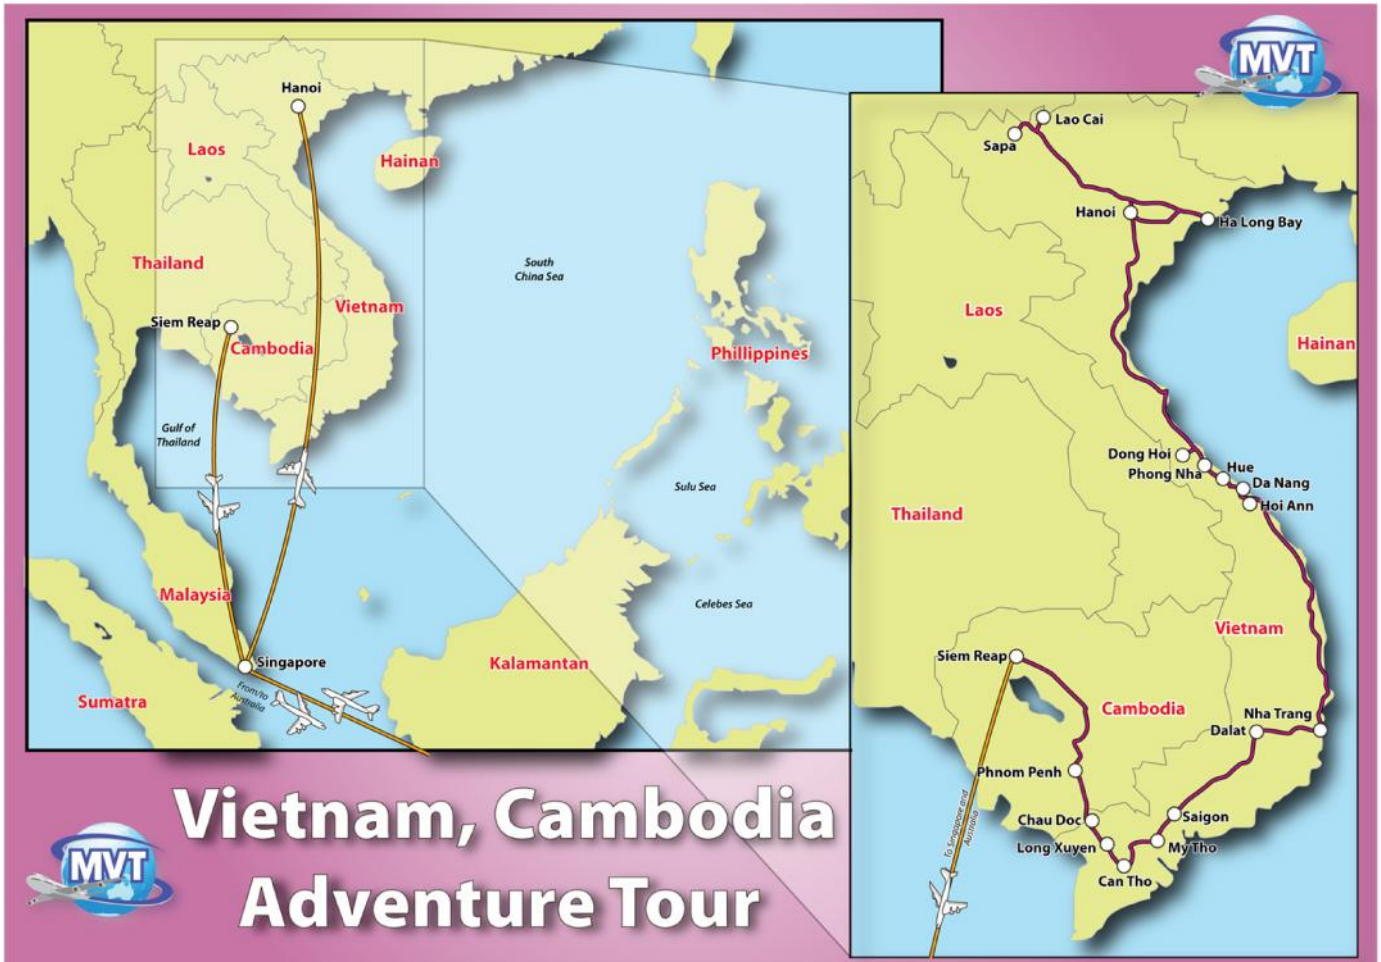 MVT
Hanoi
Laos
Hainan
Thailand
South
China Sea
Vietnam
Siem Reap
Cambodia
Phillippines
Gulf of
Thailand
Sulu Sea
Malaysia
Celebes Sea
Singapore
From/to
Australia
Kalamantan
Sumatra
Lao Cai
Sapa
Hanoi
Ha Long Bay
Laos
Hainan
Dong Hoi
Phong Nha
Hue
Da Nang
Hoi Ann
Thailand
Vietnam
Siem Reap
Cambodia
Nha Trang
Dalat
Phnom Penh
To Singapore and
Australia
Chau Doc
Saigon
Long Xuyen
My Tho
Can Tho
Vietnam, Cambodia
Adventure Tour
MVT